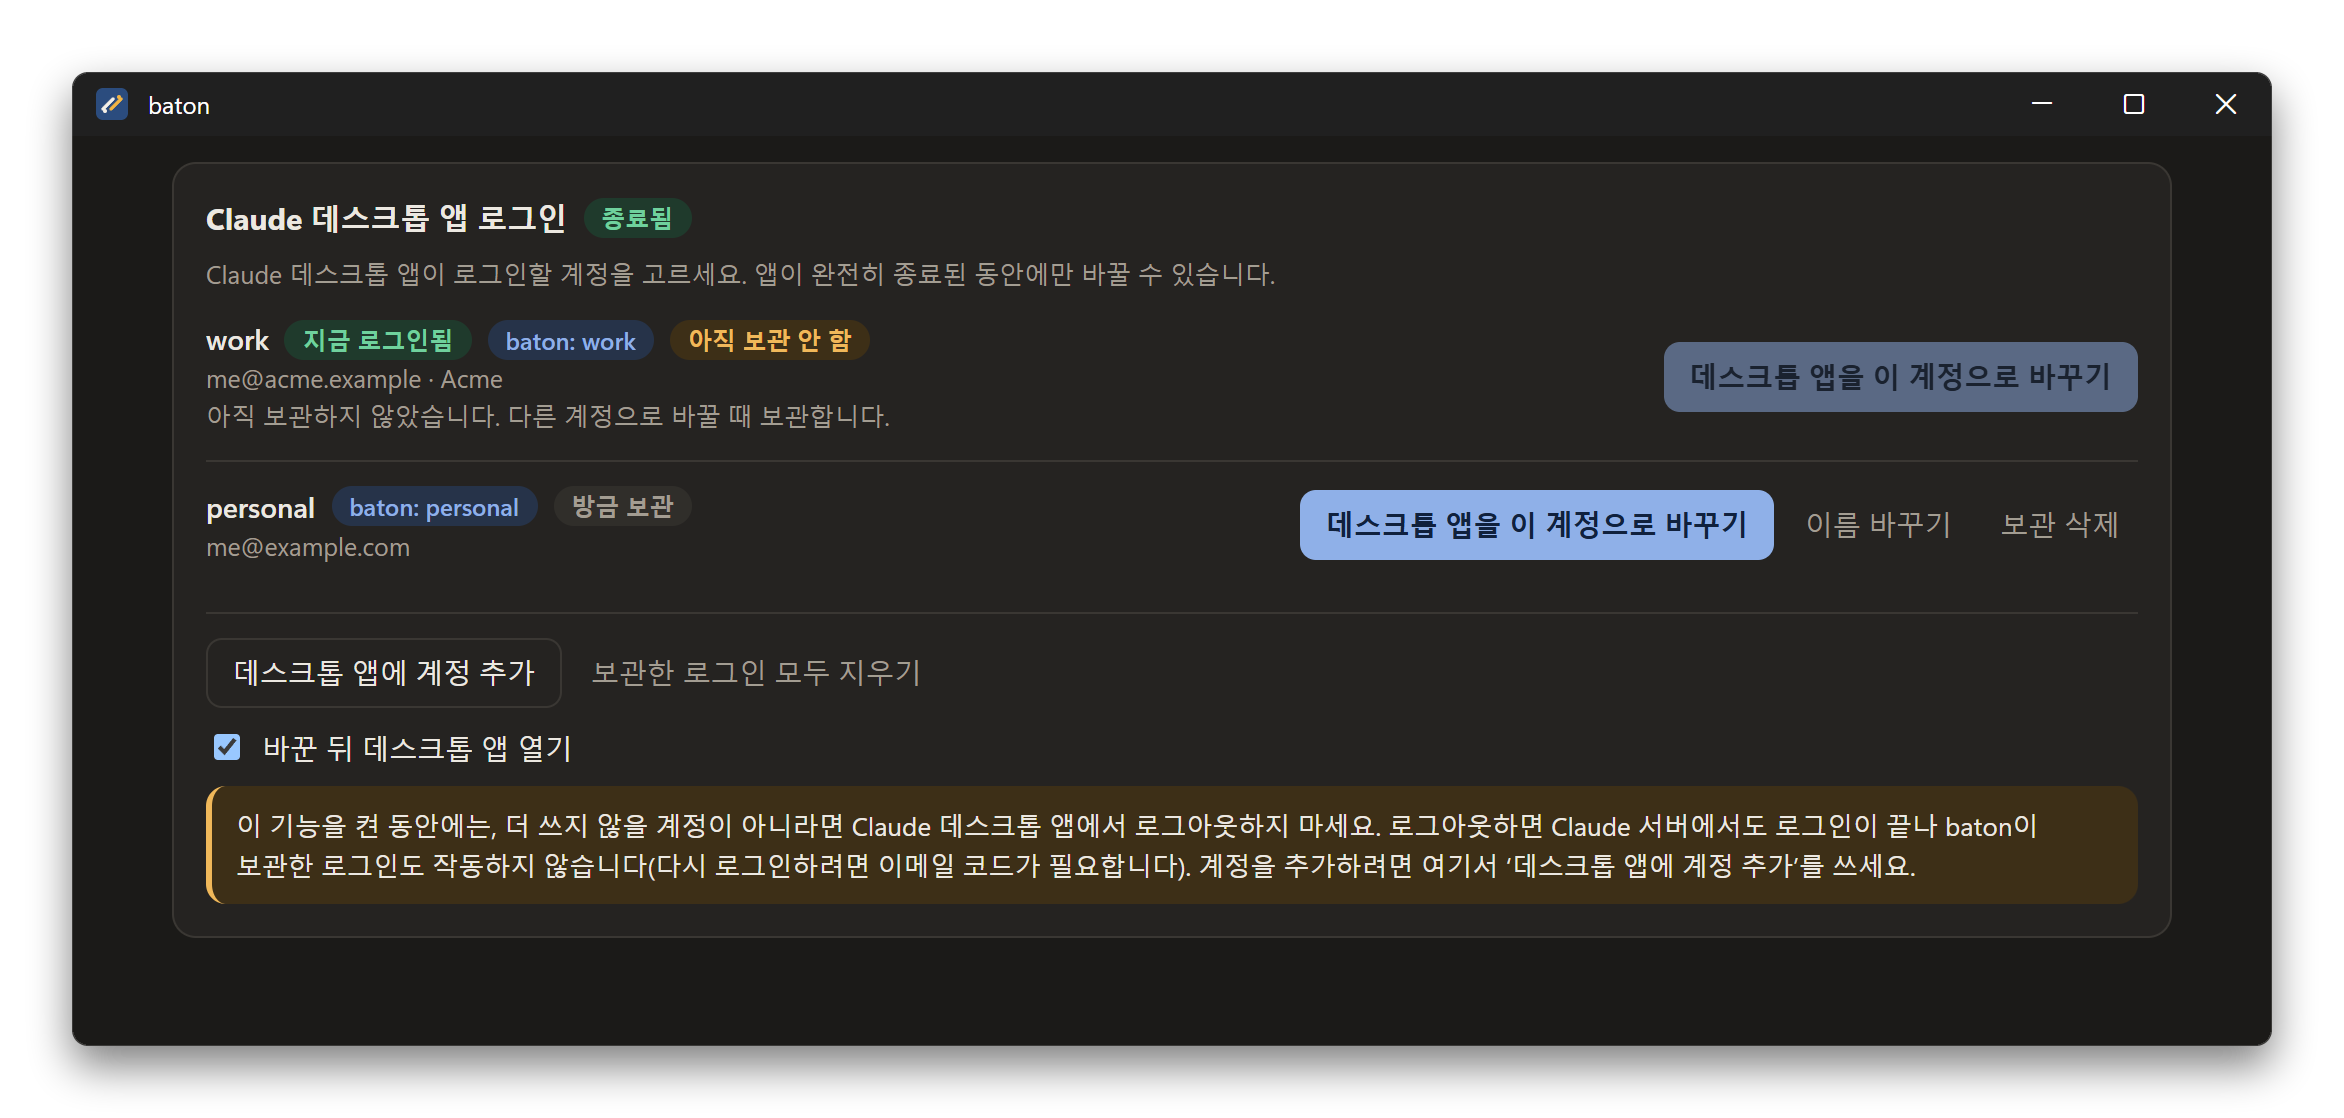 baton
Claude 데스크톱 앱 로그인 종료됨
Claude 데스크톱 앱이 로그인할 계정을 고르세요. 앱이 완전히 종료된 동안에만 바꿀 수 있습니다.
work 지금 로그인됨 baton: work 아직 보관 안 함
me@acme.example · Acme
아직 보관하지 않았습니다. 다른 계정으로 바꿀 때 보관합니다.
데스크톱 앱을 이 계정으로 바꾸기
personal baton: personal 방금 보관
me@example.com
데스크톱 앱을 이 계정으로 바꾸기 이름 바꾸기 보관 삭제
데스크톱 앱에 계정 추가 보관한 로그인 모두 지우기
바꾼 뒤 데스크톱 앱 열기
이 기능을 켠 동안에는, 더 쓰지 않을 계정이 아니라면 Claude 데스크톱 앱에서 로그아웃하지 마세요. 로그아웃하면 Claude 서버에서도 로그인이 끝나 baton이
보관한 로그인도 작동하지 않습니다(다시 로그인하려면 이메일 코드가 필요합니다). 계정을 추가하려면 여기서 ‘데스크톱 앱에 계정 추가’를 쓰세요.